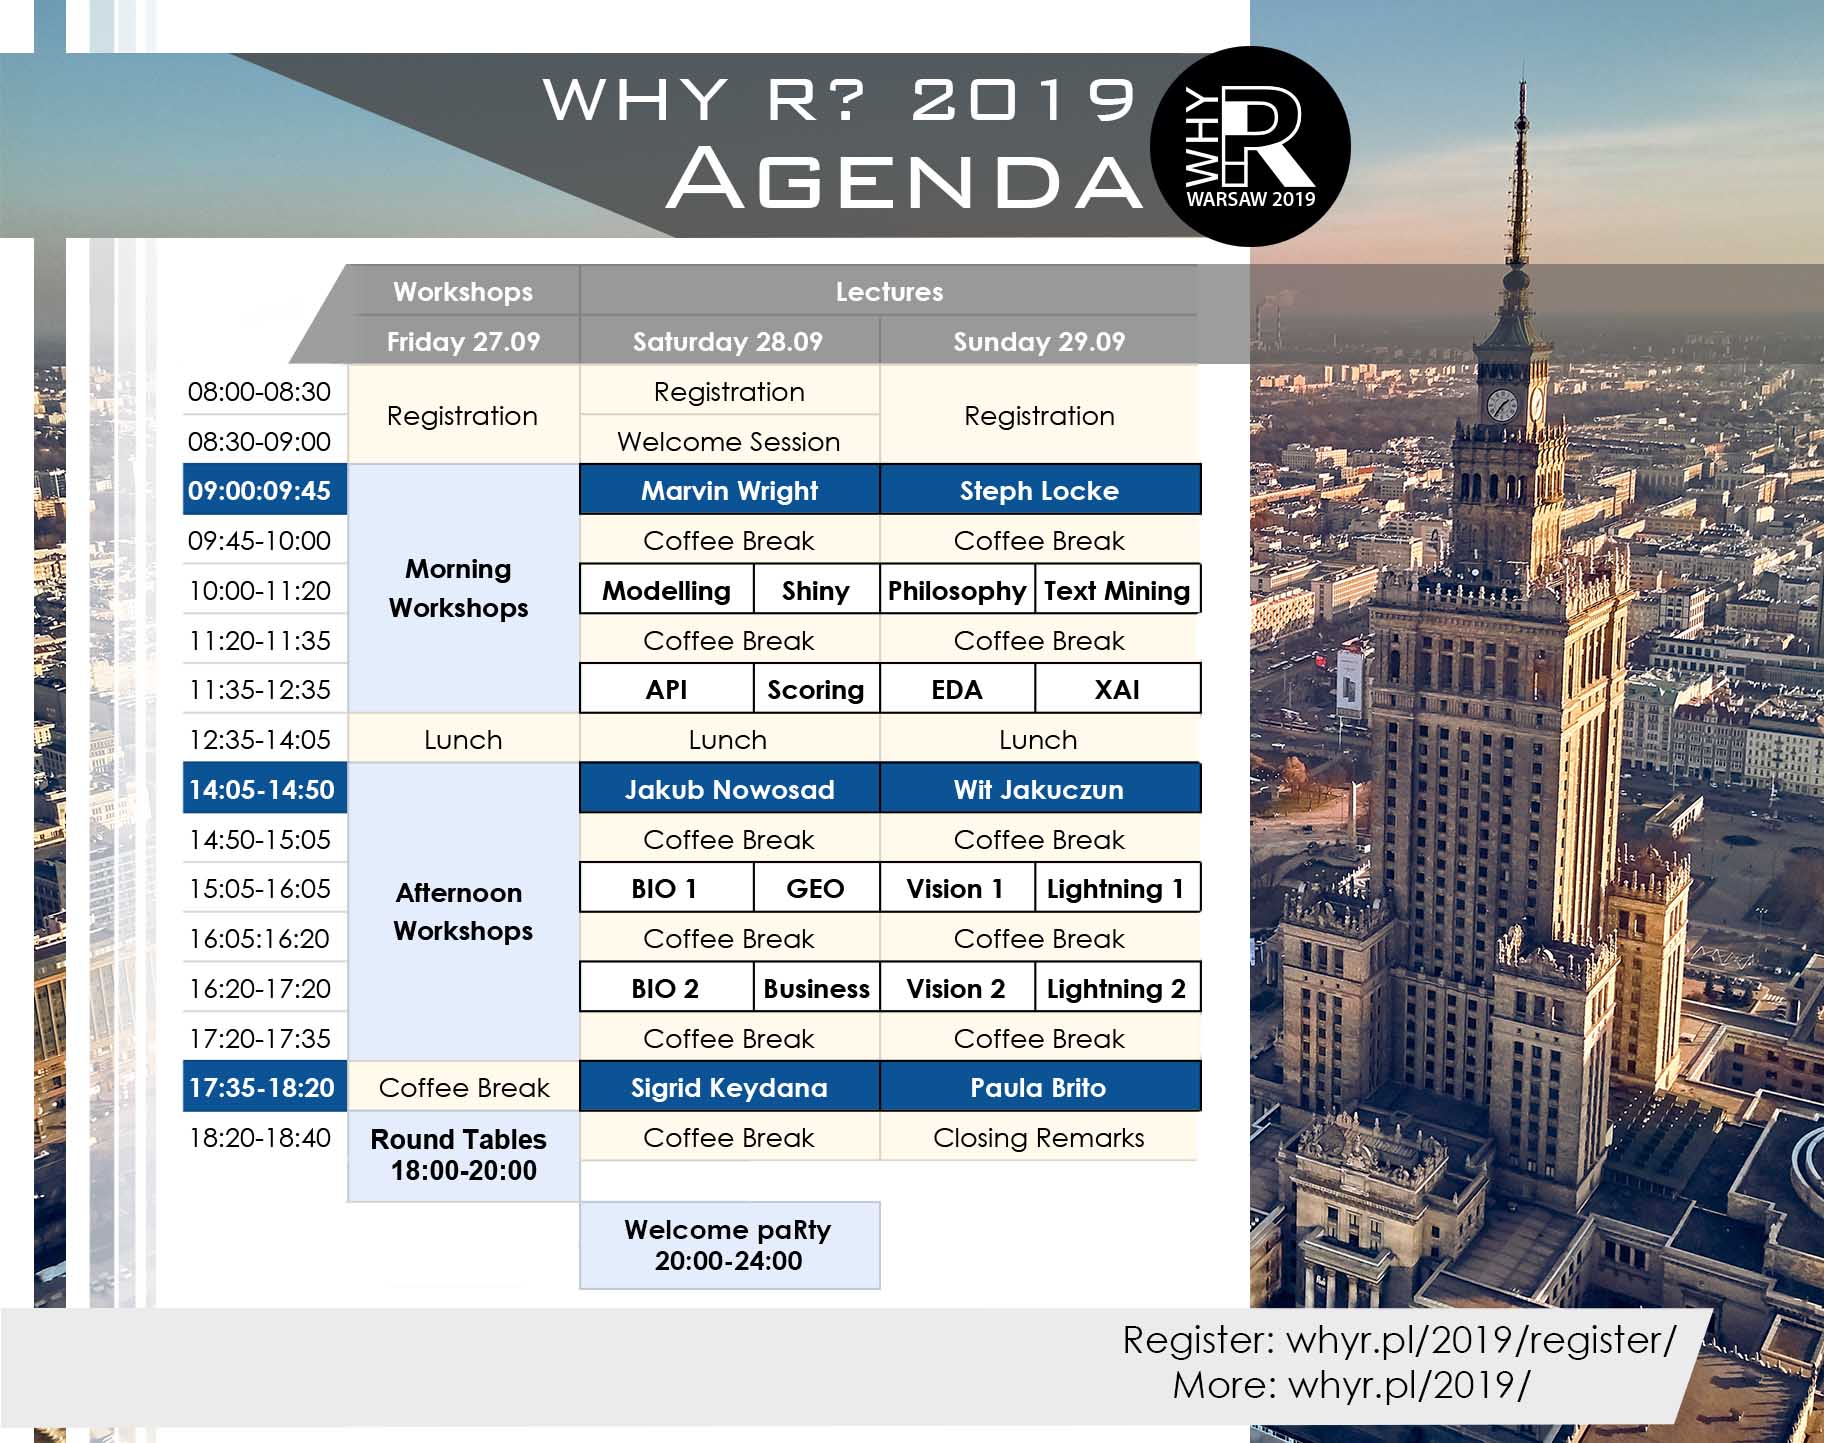 WHY R? 2019
AGENDA
WHY R
WARSAW 2019
Workshops Lectures
Friday 27.09 Saturday 28.09 Sunday 29.09
08:00-08:30 Registration Registration Registration
08:30-09:00 Welcome Session
09:00:09:45 Marvin Wright Steph Locke
09:45-10:00 Coffee Break Coffee Break
Morning
Workshops
10:00-11:20 Modelling Shiny Philosophy Text Mining
11:20-11:35 Coffee Break Coffee Break
11:35-12:35 API Scoring EDA XAI
12:35-14:05 Lunch Lunch Lunch
14:05-14:50 Jakub Nowosad Wit Jakuczun
14:50-15:05 Coffee Break Coffee Break
Afternoon
Workshops
15:05-16:05 BIO 1 GEO Vision 1 Lightning 1
16:05:16:20 Coffee Break Coffee Break
16:20-17:20 BIO 2 Business Vision 2 Lightning 2
17:20-17:35 Coffee Break Coffee Break
17:35-18:20 Coffee Break Sigrid Keydana Paula Brito
18:20-18:40 Round Tables Coffee Break Closing Remarks
18:00-20:00
Welcome paRty
20:00-24:00
Register: whyr.pl/2019/register/
More: whyr.pl/2019/